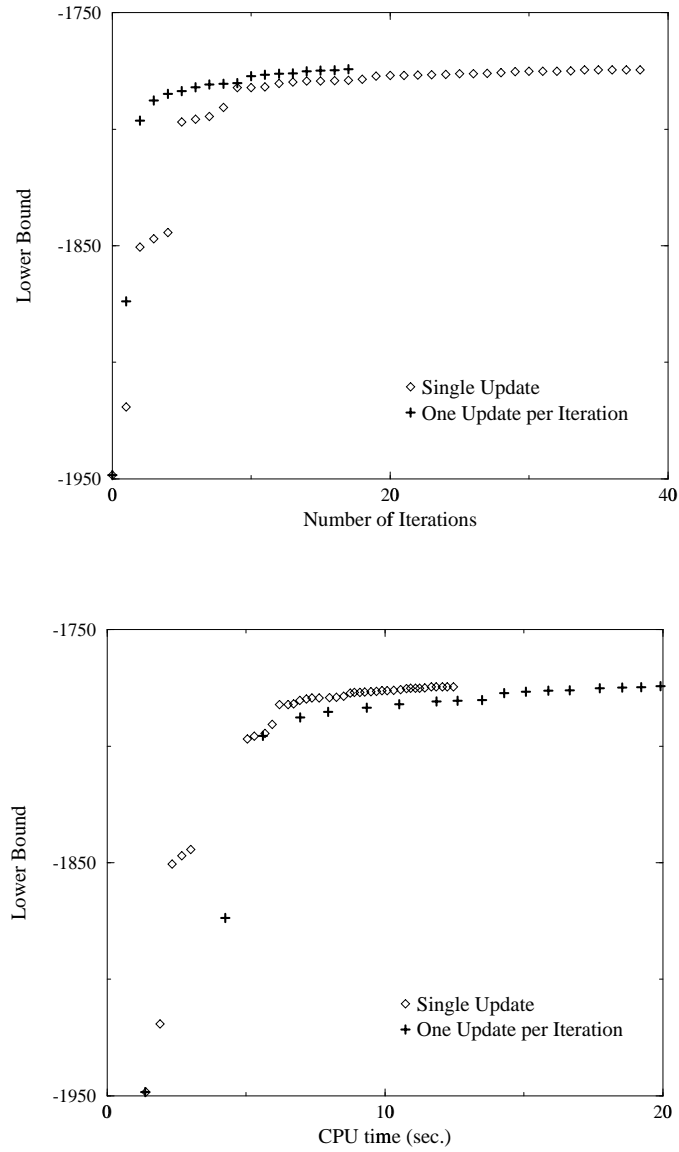 -1750
-1850
-1950
Lower Bound
Single Update
One Update per Iteration
0
20
40
Number of Iterations
-1750
-1850
-1950
Lower Bound
Single Update
One Update per Iteration
0
10
20
CPU time (sec.)